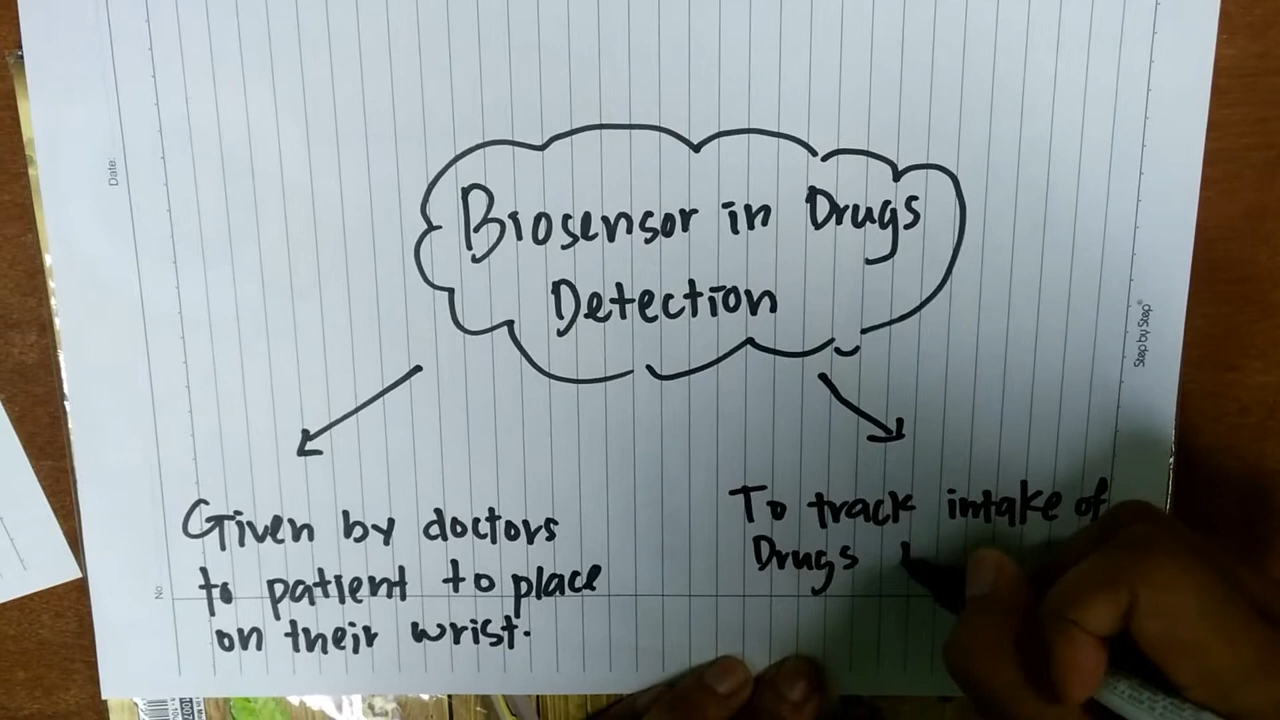 Biosensor in Drugs
Detection
Given by doctors
to patient to place
on their wrist.
To track intake of
Drugs
Date:
No
Step by Step®